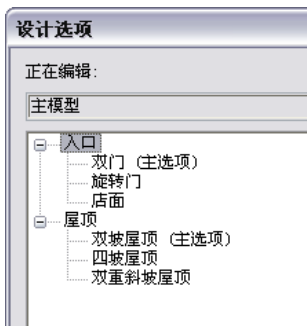 设计选项
正在编辑:
主模型
入口
双门 (主选项)
旋转门
店面
屋顶
双坡屋顶 (主选项)
四坡屋顶
双重斜坡屋顶